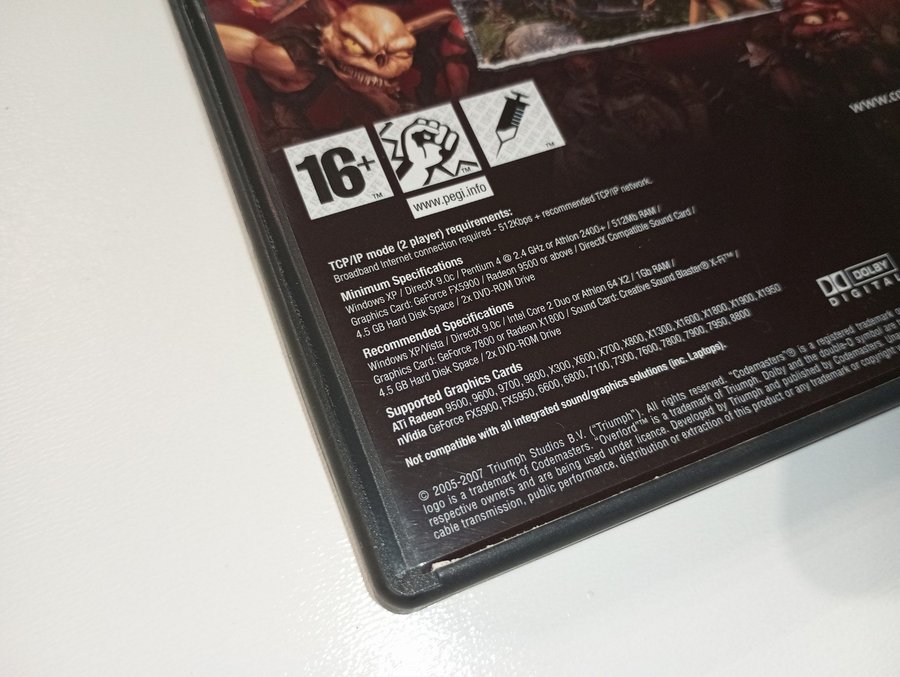 www.co
16+
TM
TM
TM
www.pegi.info
TCP/IP mode (2 player) requirements:
Broadband Internet connection required - 512Kbps + recommended TCP/IP network.
Minimum Specifications
Windows XP / DirectX 9.0c / Pentium 4 @ 2.4 GHz or Athlon 2400+ / 512Mb RAM /
Graphics Card: GeForce FX5900 / Radeon 9500 or above / DirectX Compatible Sound Card /
4.5 GB Hard Disk Space / 2x DVD-ROM Drive
Recommended Specifications
Windows XP/Vista / DirectX 9.0c / Intel Core 2 Duo or Athlon 64 X2 / 1Gb RAM /
Graphics Card: GeForce 7800 or Radeon X1800 / Sound Card: Creative Sound Blaster® X-Fi™ /
4.5 GB Hard Disk Space / 2x DVD-ROM Drive
Supported Graphics Cards
ATI Radeon 9500, 9600, 9700, 9800, X300, X600, X700, X800, X1300, X1600, X1800, X1900, X1950
nVidia GeForce FX5900, FX5950, 6600, 6800, 7100, 7300, 7600, 7800, 7900, 7950, 8800
Not compatible with all integrated sound/graphics solutions (inc. Laptops).
DOLBY
DIGITAL
© 2005-2007 Triumph Studios B.V. ("Triumph"). All rights reserved. "Codemasters"® is a registered trademark o
logo is a trademark of Codemasters. "Overlord"™ is a trademark of Triumph. Dolby and the double-D symbol are
respective owners and are being used under licence. Developed by Triumph and published by Codemasters. Una
cable transmission, public performance, distribution or extraction of this product or any trademark or copyright